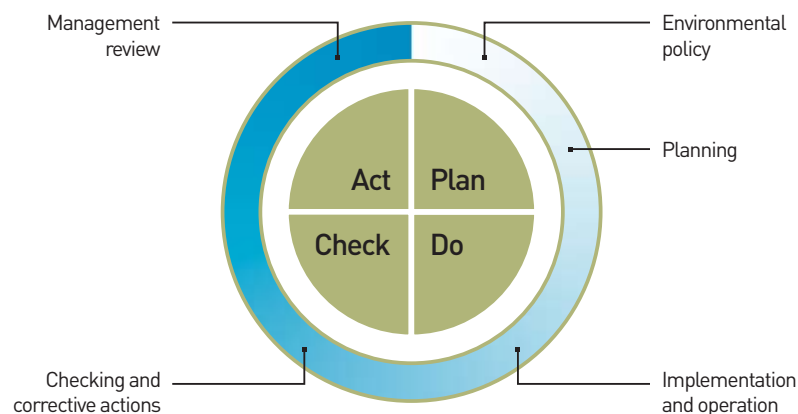 Management
review
Environmental
policy
Planning
Act
Plan
Check
Do
Checking and
corrective actions
Implementation
and operation